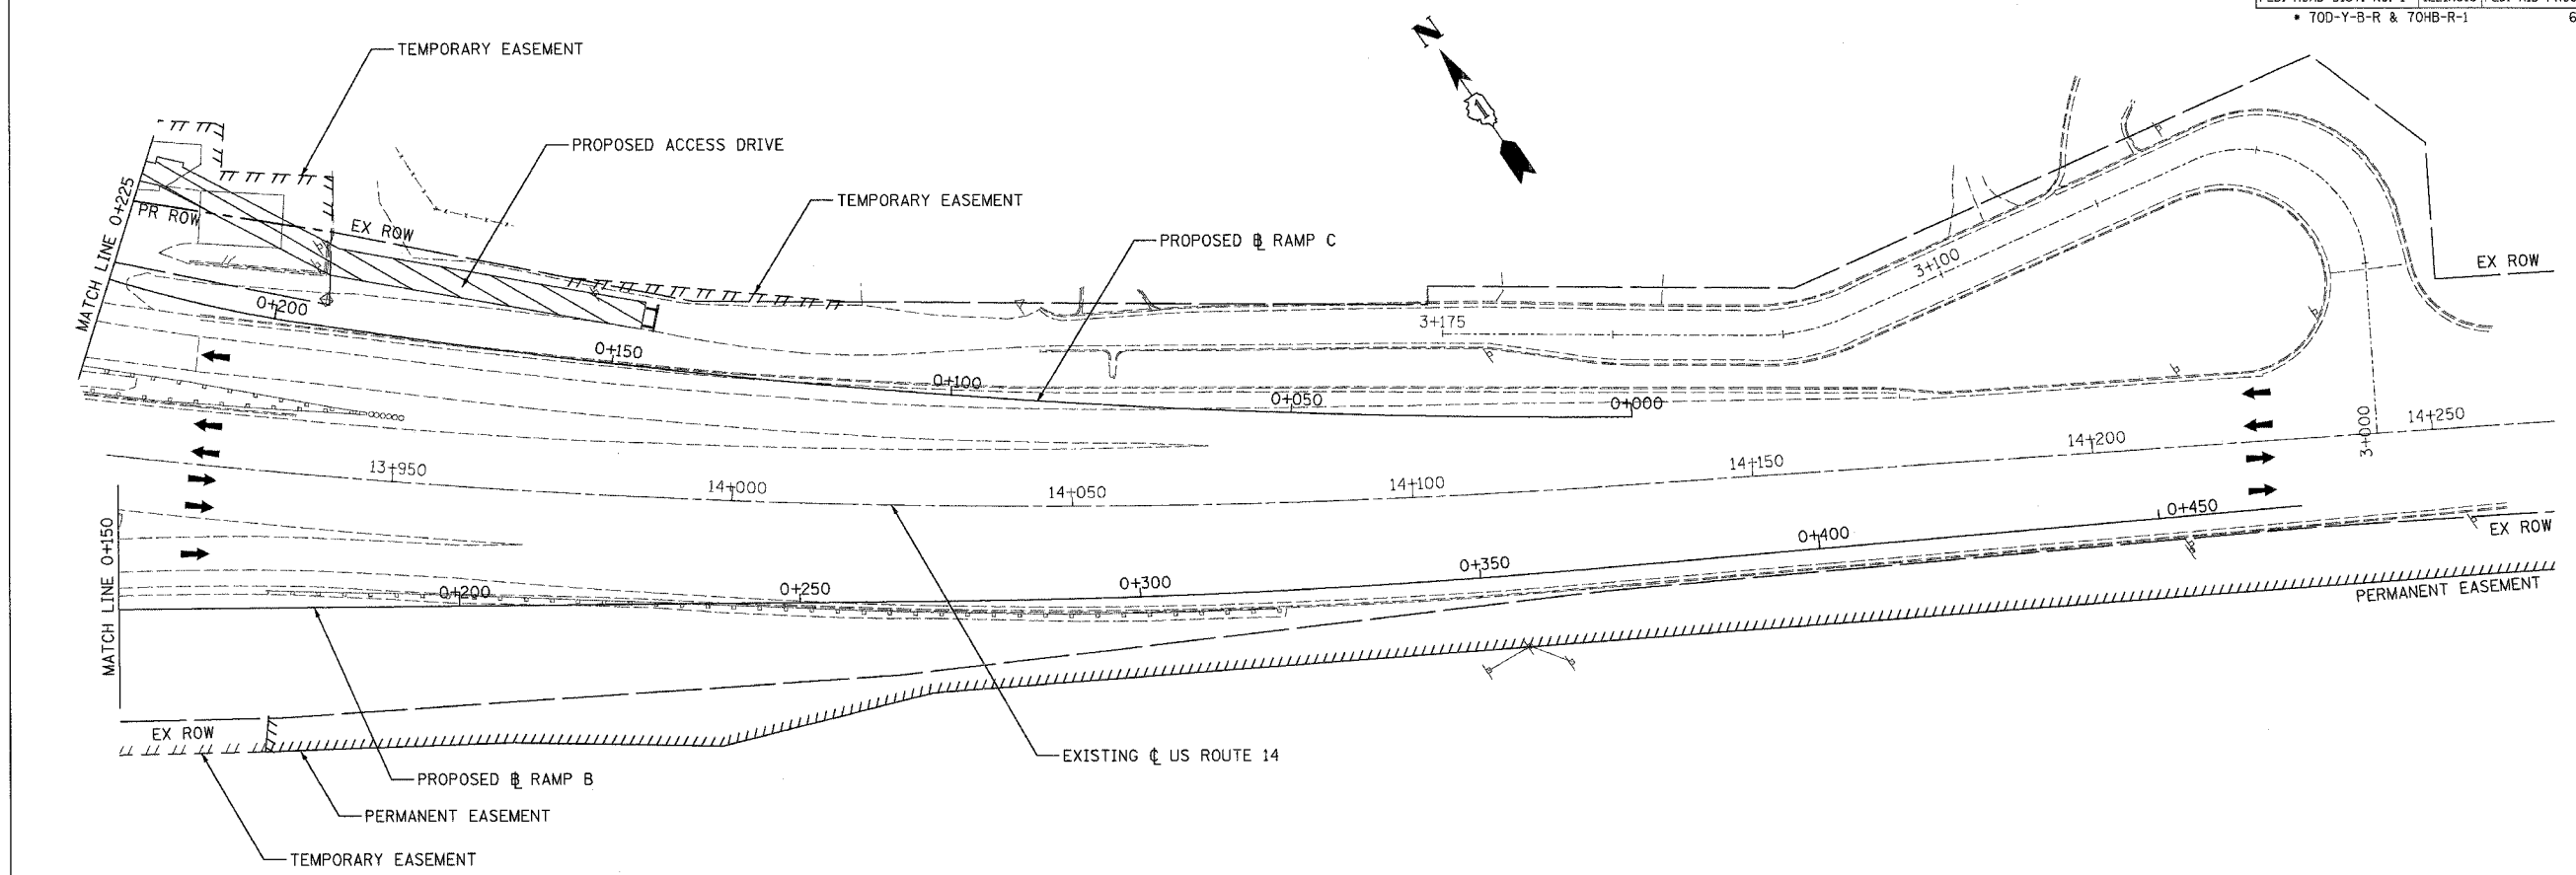 • 70D-Y-B-R & 70HB-R-1
TEMPORARY EASEMENT
N
1
PROPOSED ACCESS DRIVE
TEMPORARY EASEMENT
MATCH LINE 0+225
PR ROW
EX ROW
PROPOSED ℄ RAMP C
3+100
EX ROW
0+200
3+175
0+150
0+100
0+050
0+000
3+000
14+250
14+200
13+950
14+000
14+050
14+100
14+150
MATCH LINE 0+150
0+450
EX ROW
0+400
0+350
0+300
0+250
0+200
PERMANENT EASEMENT
EX ROW
EXISTING ℄ US ROUTE 14
PROPOSED ℄ RAMP B
PERMANENT EASEMENT
TEMPORARY EASEMENT